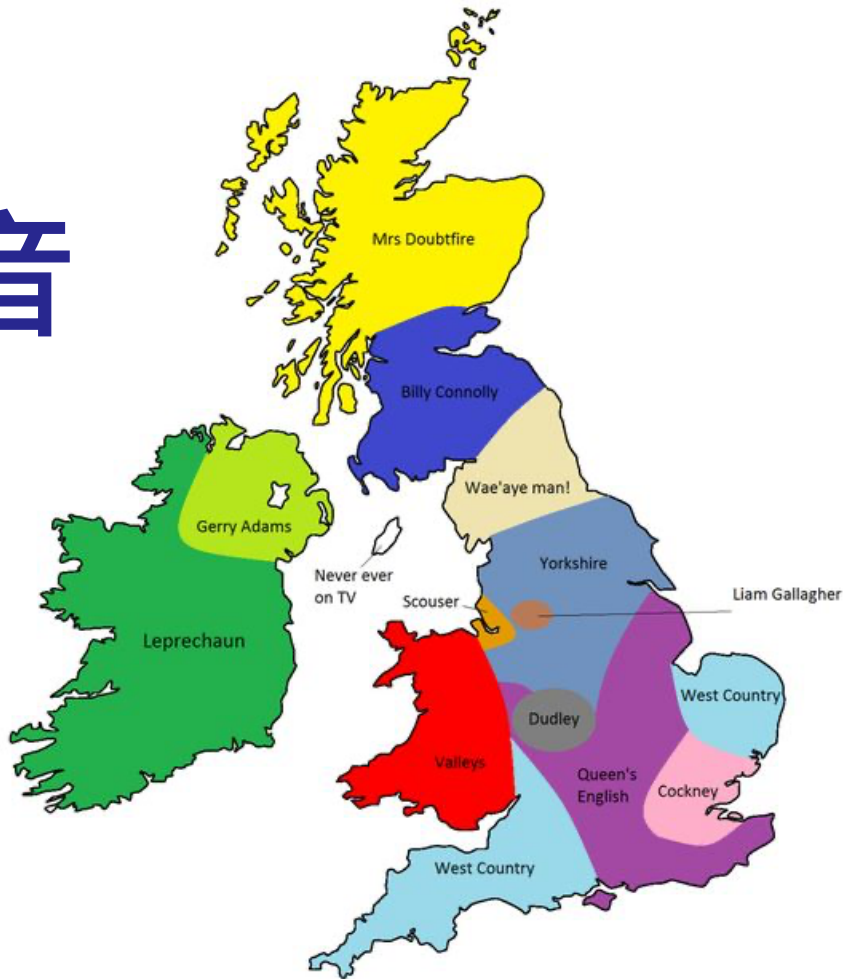 音
Mrs Doubtfire
Billy Connolly
Wae'aye man!
Gerry Adams
Yorkshire
Never ever
on TV
Scouser
Liam Gallagher
Leprechaun
West Country
Dudley
Valleys
Queen's
English
Cockney
West Country